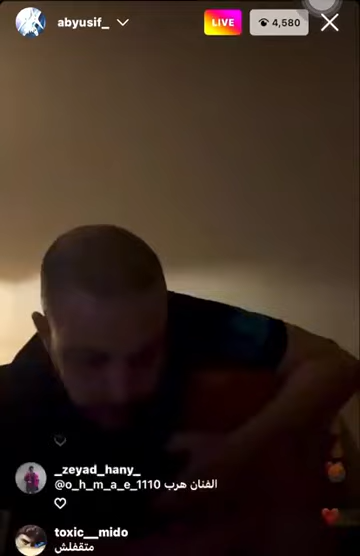 abyusif_
LIVE
4,580
_zeyad_hany_
@o_h_m_a_e_1110 الفنان هرب
toxic__mido
متقفلش